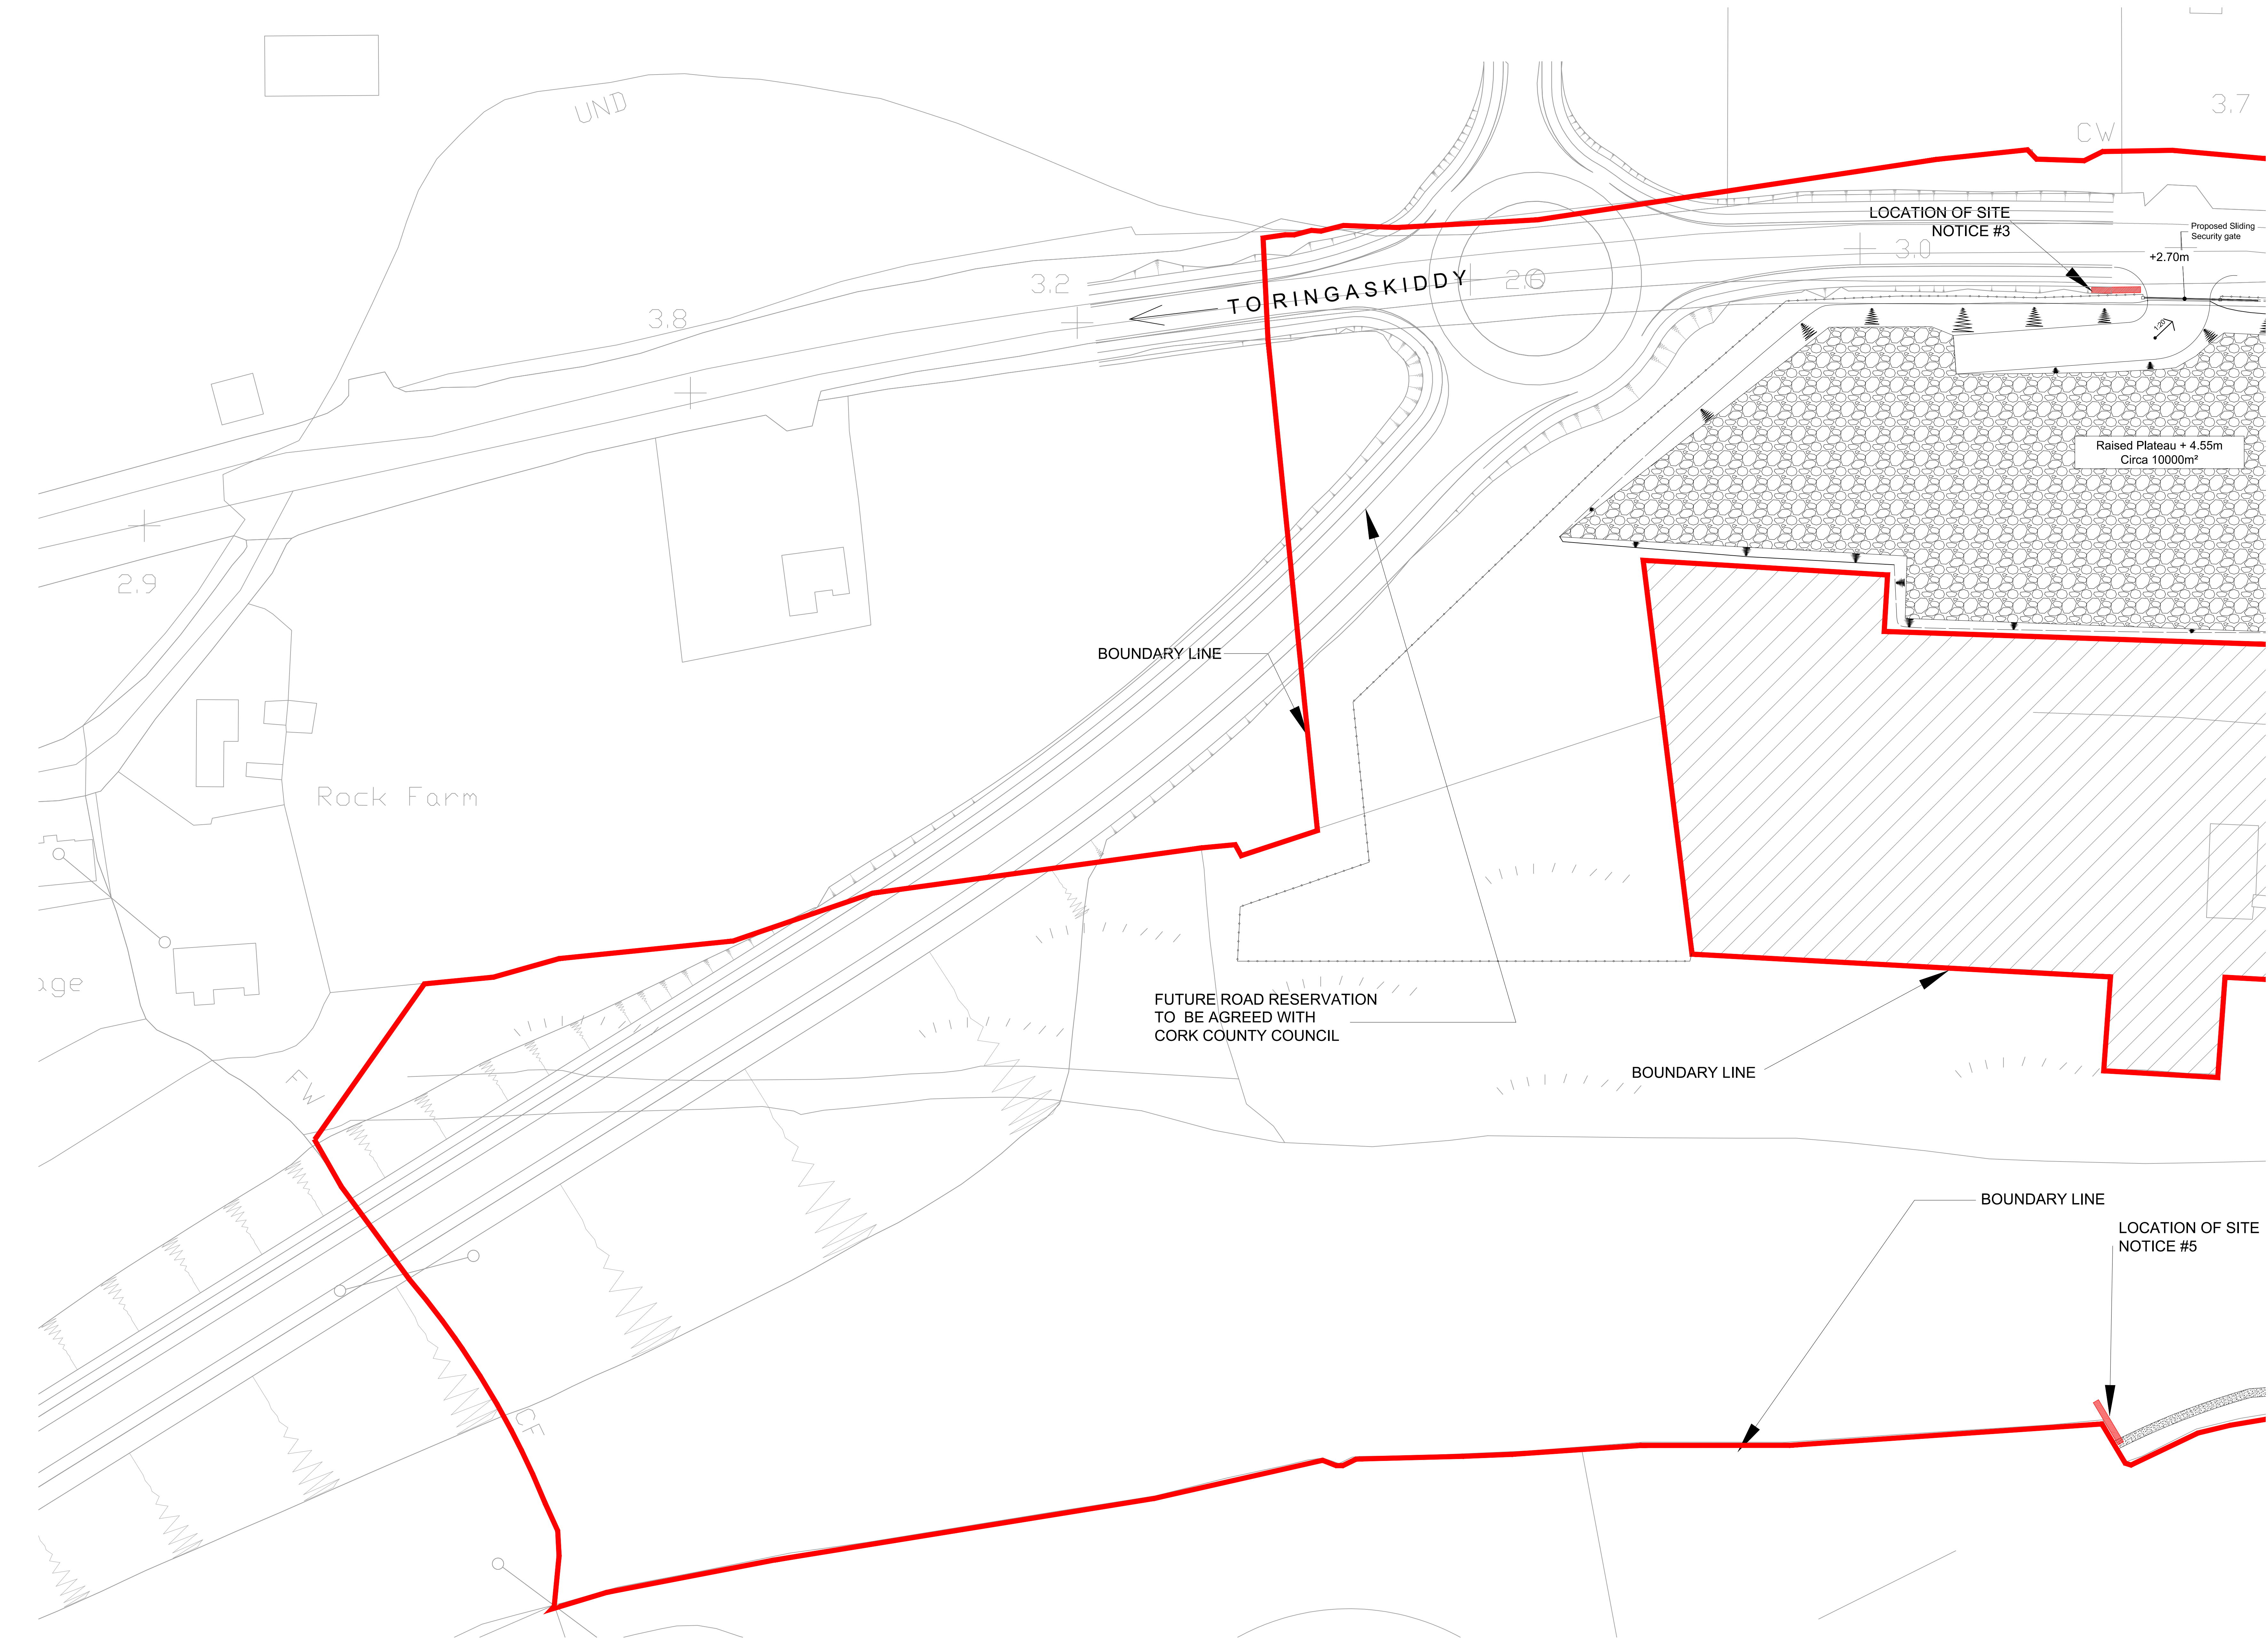 UND
3.7
CW
LOCATION OF SITE
NOTICE #3
Proposed Sliding
Security gate
3.0
+2.70m
3.2
TO RINGASKIDDY
2.6
3.8
1:20
Raised Plateau + 4.55m
Circa 10000m²
2.9
BOUNDARY LINE
Rock Farm
age
FUTURE ROAD RESERVATION
TO BE AGREED WITH
CORK COUNTY COUNCIL
BOUNDARY LINE
FW
BOUNDARY LINE
LOCATION OF SITE
NOTICE #5
CF